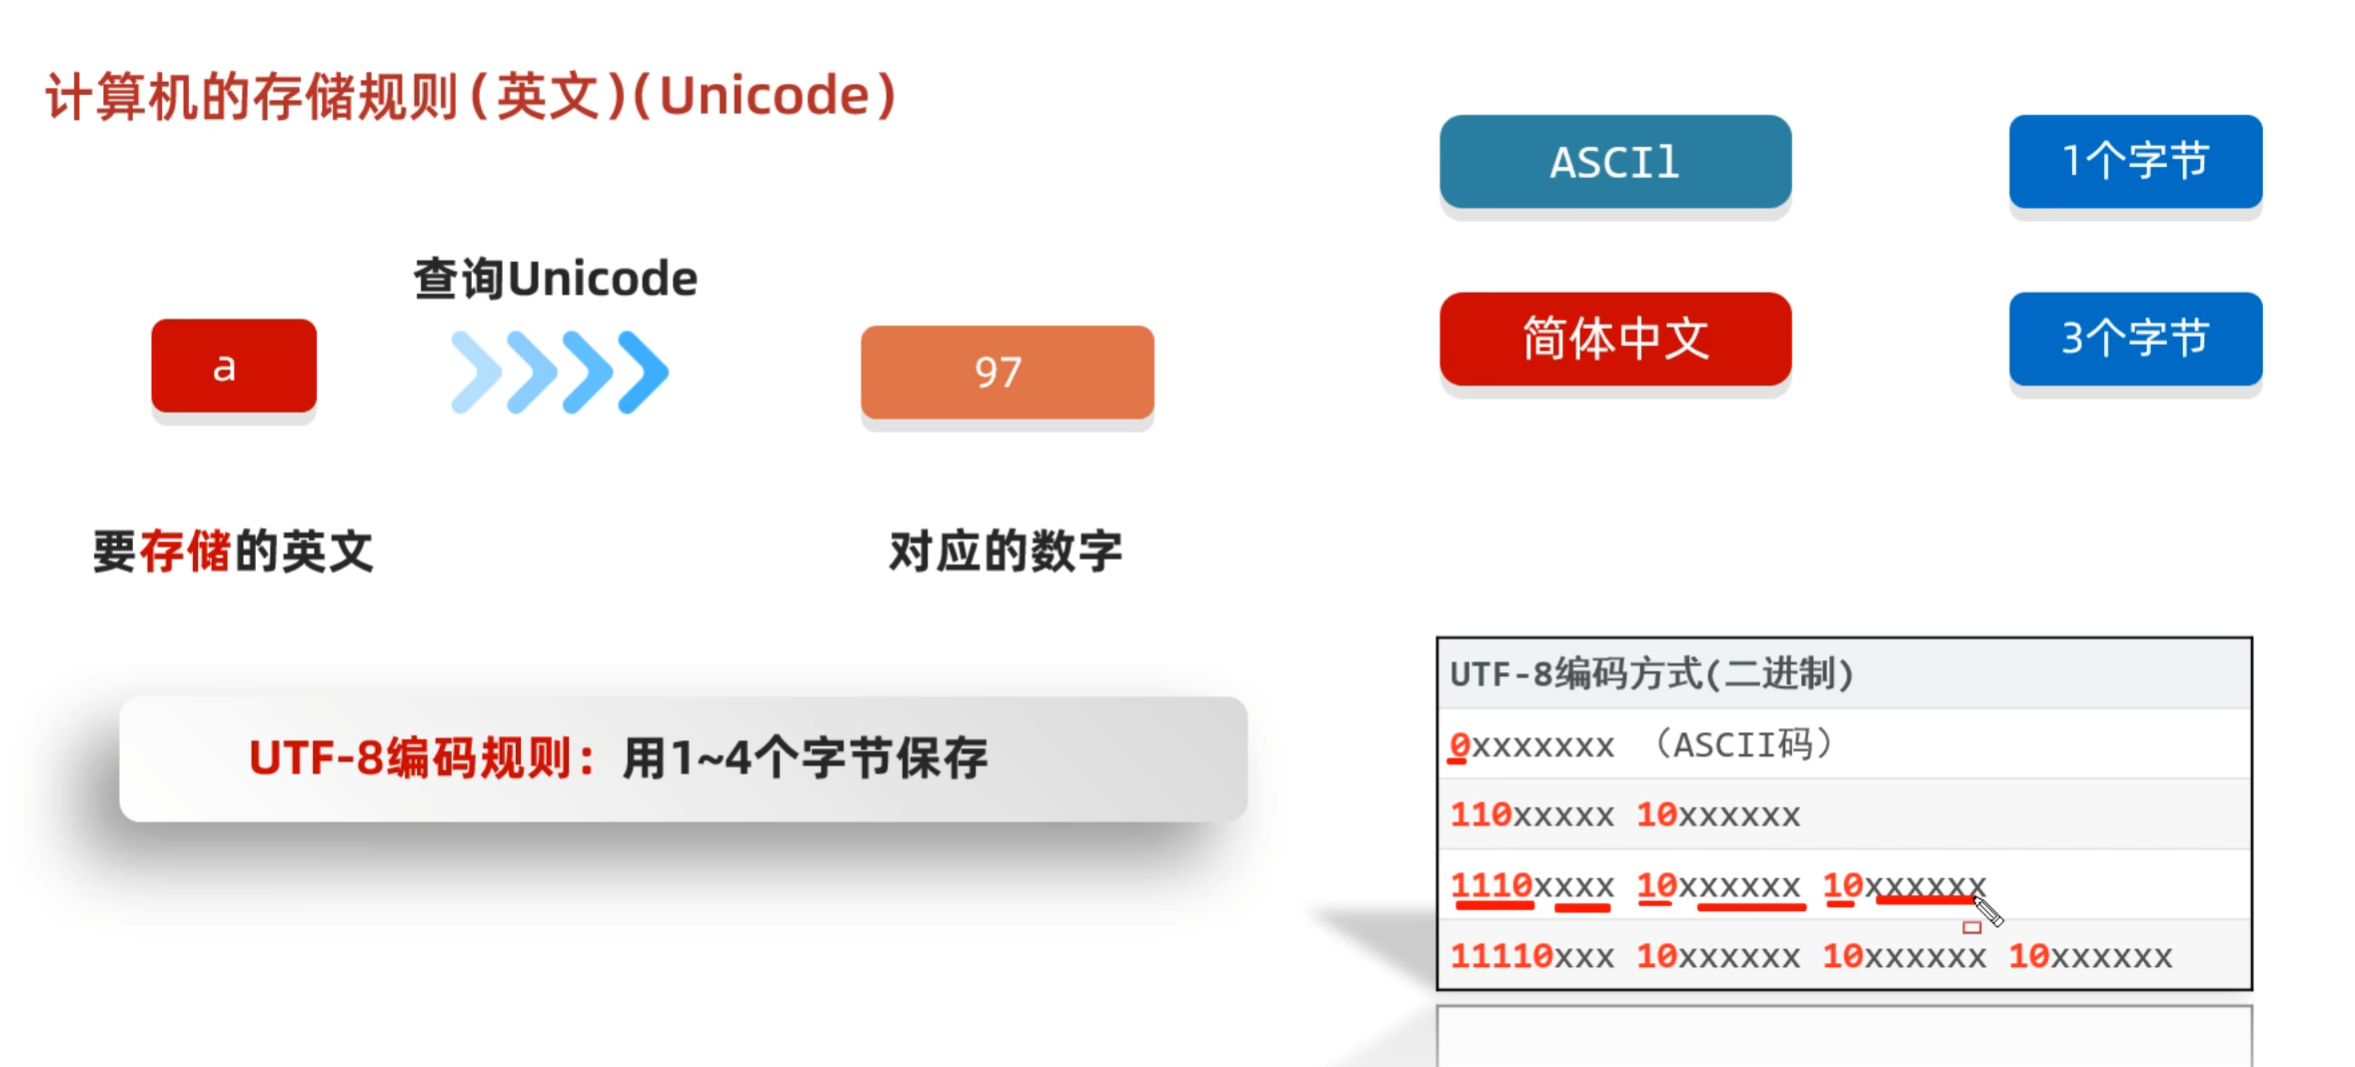 计算机的存储规则(英文)(Unicode)
ASCIl
1个字节
查询Unicode
a
97
简体中文
3个字节
要存储的英文
对应的数字
UTF-8编码规则：用1~4个字节保存
UTF-8编码方式(二进制)
0xxxxxxx （ASCII码）
110xxxxx 10xxxxxx
1110xxxx 10xxxxxx 10xxxxxx
11110xxx 10xxxxxx 10xxxxxx 10xxxxxx